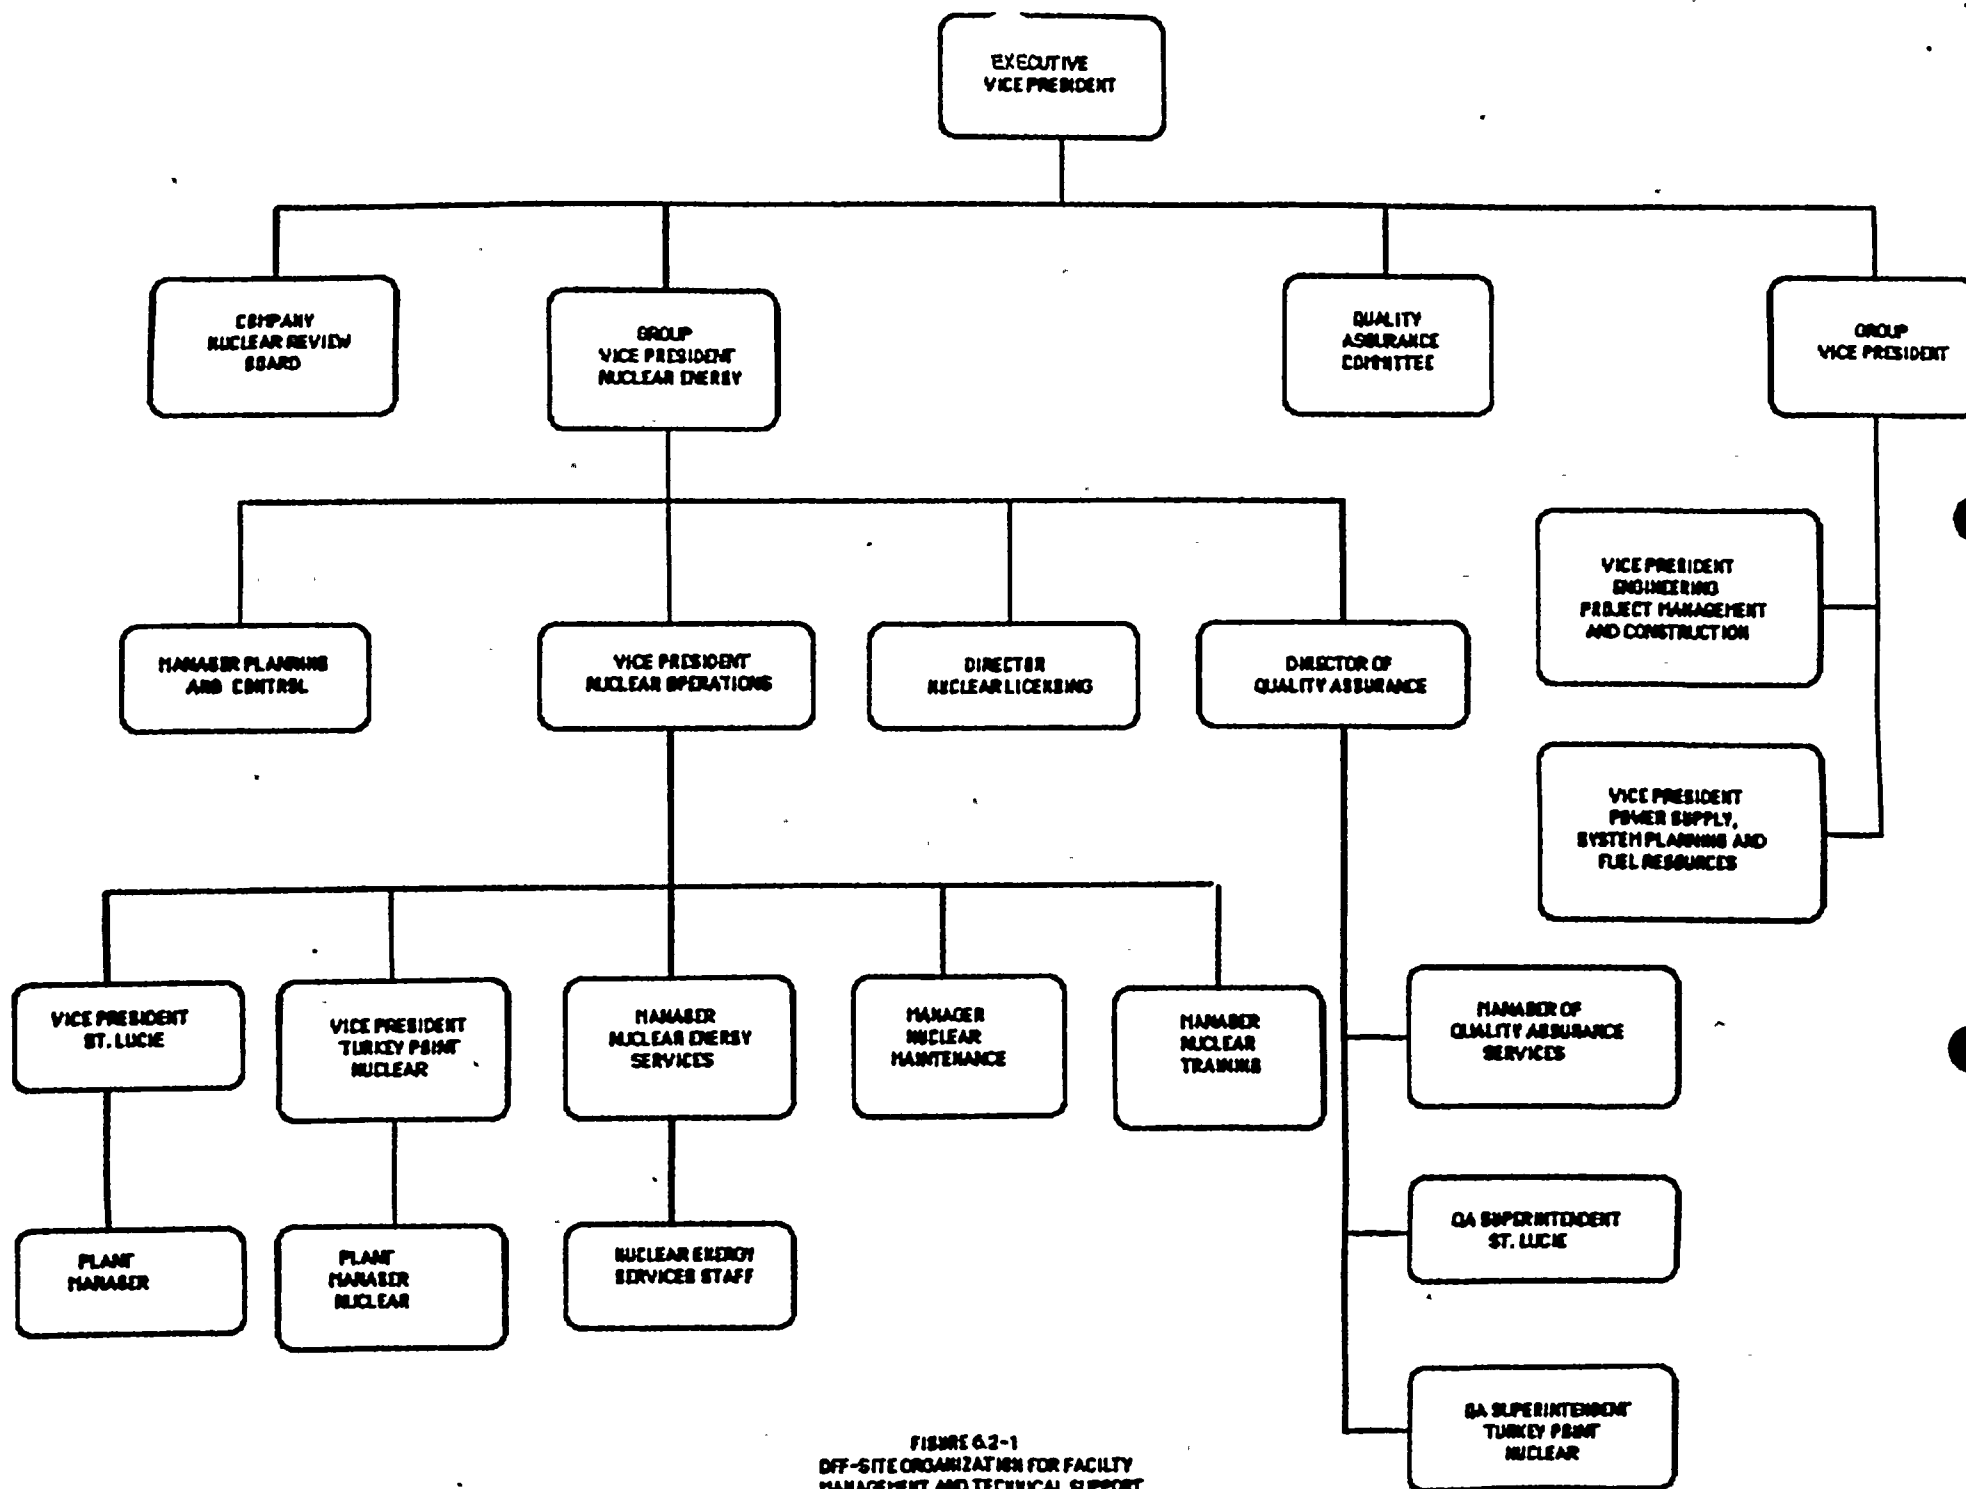 EXECUTIVE
VICE PRESIDENT
COMPANY
NUCLEAR REVIEW
BOARD
GROUP
VICE PRESIDENT
NUCLEAR ENERGY
QUALITY
ASSURANCE
COMMITTEE
GROUP
VICE PRESIDENT
VICE PRESIDENT
ENGINEERING
PROJECT MANAGEMENT
AND CONSTRUCTION
MANAGER PLANNING
AND CONTROL
VICE PRESIDENT
NUCLEAR OPERATIONS
DIRECTOR
NUCLEAR LICENSING
DIRECTOR OF
QUALITY ASSURANCE
VICE PRESIDENT
POWER SUPPLY,
SYSTEM PLANNING AND
FUEL RESOURCES
VICE PRESIDENT
ST. LUCIE
VICE PRESIDENT
TURKEY POINT
NUCLEAR
MANAGER
NUCLEAR ENERGY
SERVICES
MANAGER
NUCLEAR
MAINTENANCE
MANAGER
NUCLEAR
TRAINING
MANAGER OF
QUALITY ASSURANCE
SERVICES
PLANT
MANAGER
PLANT
MANAGER
NUCLEAR
NUCLEAR ENERGY
SERVICES STAFF
QA SUPERINTENDENT
ST. LUCIE
QA SUPERINTENDENT
TURKEY POINT
NUCLEAR
FIGURE 6.2-1
OFF-SITE ORGANIZATION FOR FACILTY
MANAGEMENT AND TECHNICAL SUPPORT